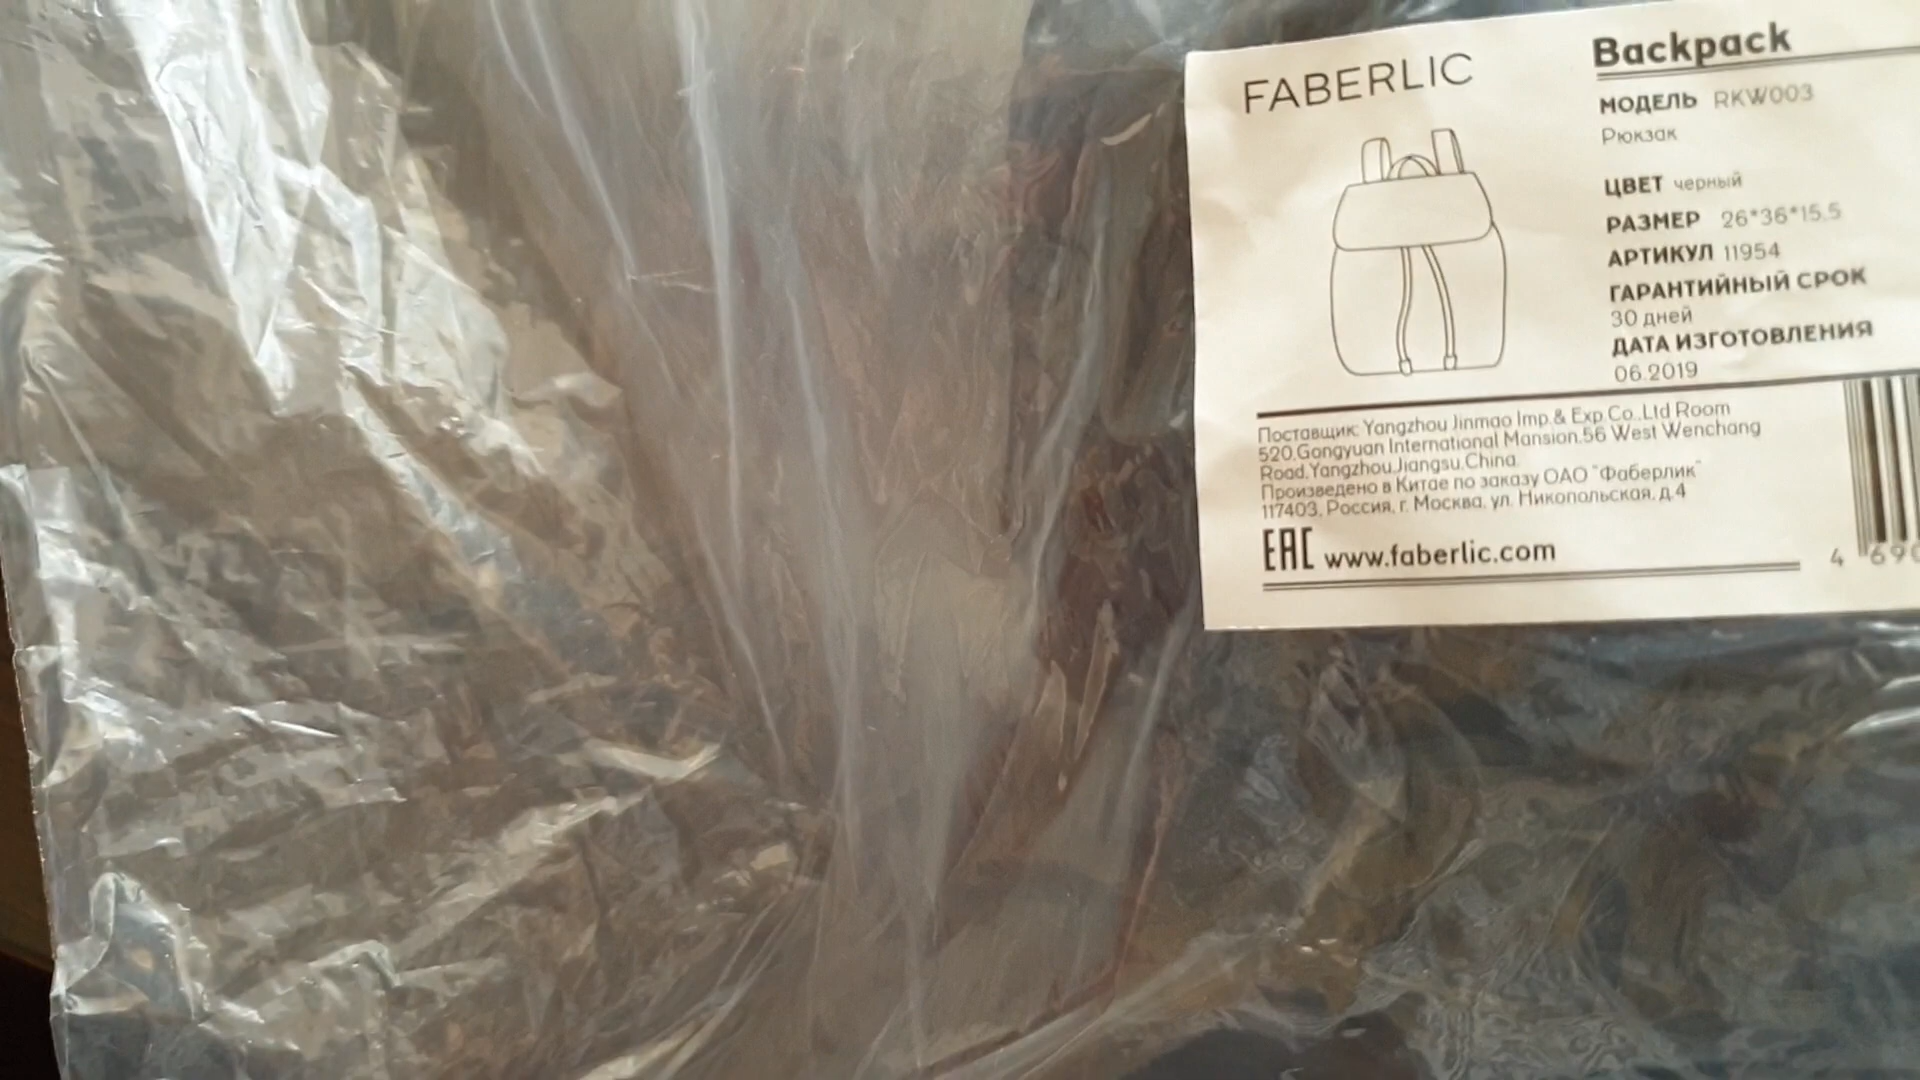 FABERLIC
Backpack
МОДЕЛЬ RKW003
Рюкзак
ЦВЕТ черный
РАЗМЕР 26*36*15.5
АРТИКУЛ 11954
ГАРАНТИЙНЫЙ СРОК
30 дней
ДАТА ИЗГОТОВЛЕНИЯ
06.2019
Поставщик: Yangzhou Jinmao Imp.& Exp.Co.,Ltd Room
520,Gongyuan International Mansion,56 West Wenchang
Road,Yangzhou,Jiangsu,China.
Произведено в Китае по заказу ОАО "Фаберлик"
117403, Россия, г. Москва, ул. Никопольская, д.4
EAC www.faberlic.com
4 690